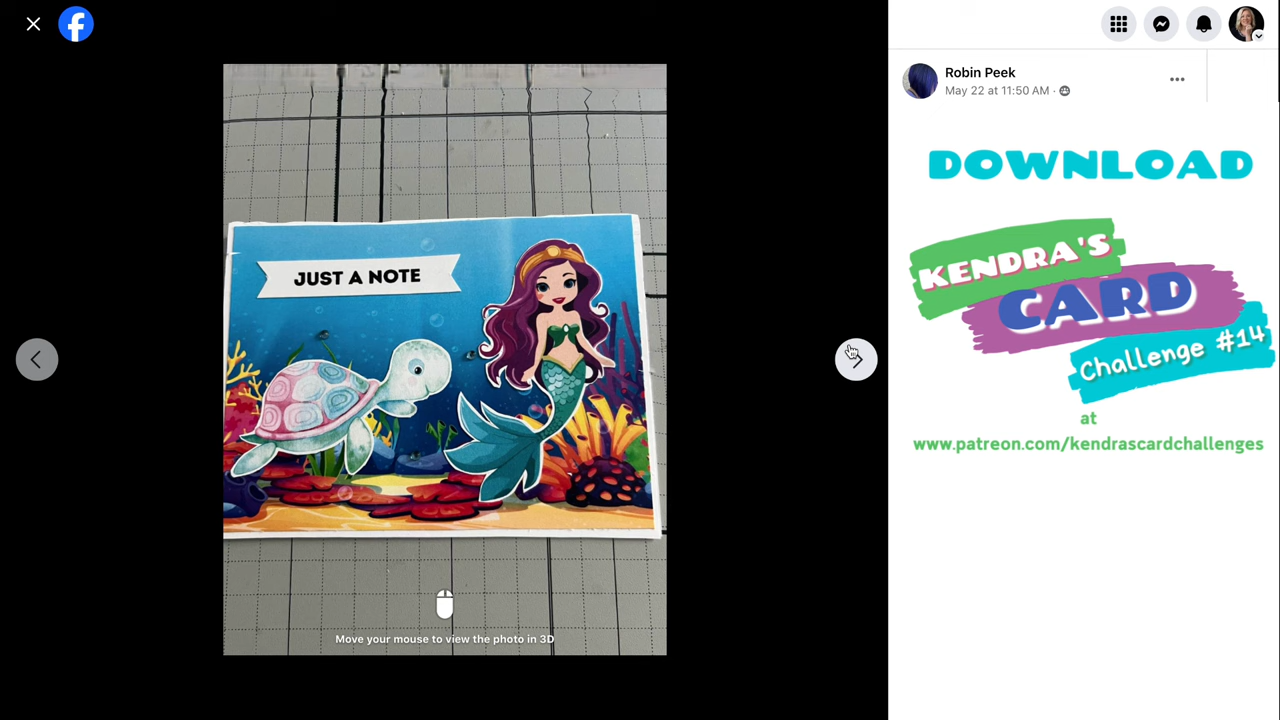 Robin Peek
May 22 at 11:50 AM ·
DOWNLOAD
KENDRA'S
CARD
Challenge #14
at
www.patreon.com/kendrascardchallenges
JUST A NOTE
Move your mouse to view the photo in 3D